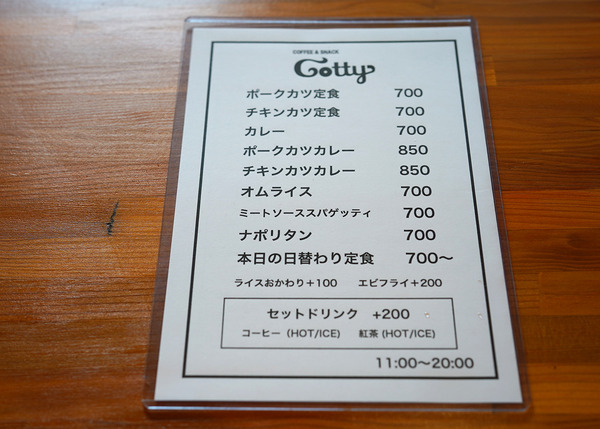 COFFEE & SNACK
Cotty
ポークカツ定食 700
チキンカツ定食 700
カレー 700
ポークカツカレー 850
チキンカツカレー 850
オムライス 700
ミートソーススパゲッティ 700
ナポリタン 700
本日の日替わり定食 700〜
ライスおかわり+100 エビフライ+200
セットドリンク +200
コーヒー (HOT/ICE) 紅茶 (HOT/ICE)
11:00〜20:00